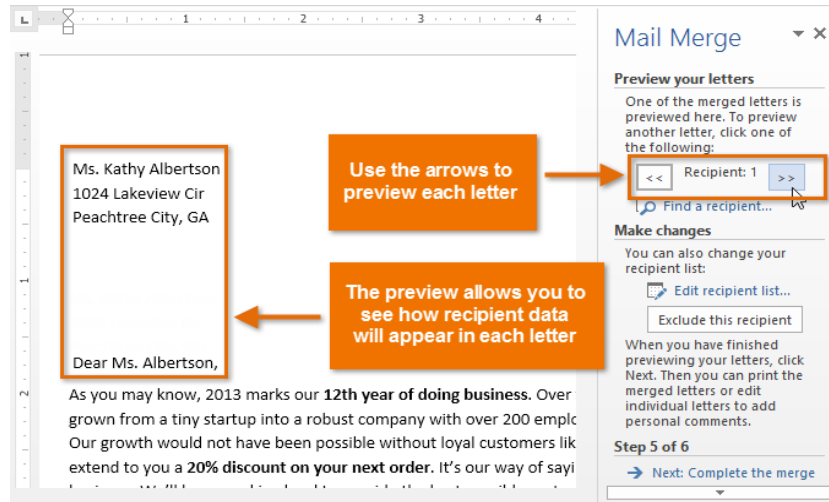 L 1 2 3 4
Mail Merge
Preview your letters
One of the merged letters is
previewed here. To preview
another letter, click one of
the following:
<< Recipient: 1 >>
Find a recipient...
Make changes
You can also change your
recipient list:
Edit recipient list...
Exclude this recipient
When you have finished
previewing your letters, click
Next. Then you can print the
merged letters or edit
individual letters to add
personal comments.
Step 5 of 6
Next: Complete the merge
Use the arrows to
preview each letter
The preview allows you to
see how recipient data
will appear in each letter
1
1
2
Ms. Kathy Albertson
1024 Lakeview Cir
Peachtree City, GA
Dear Ms. Albertson,
As you may know, 2013 marks our 12th year of doing business. Over
grown from a tiny startup into a robust company with over 200 emplo
Our growth would not have been possible without loyal customers lik
extend to you a 20% discount on your next order. It's our way of sayi